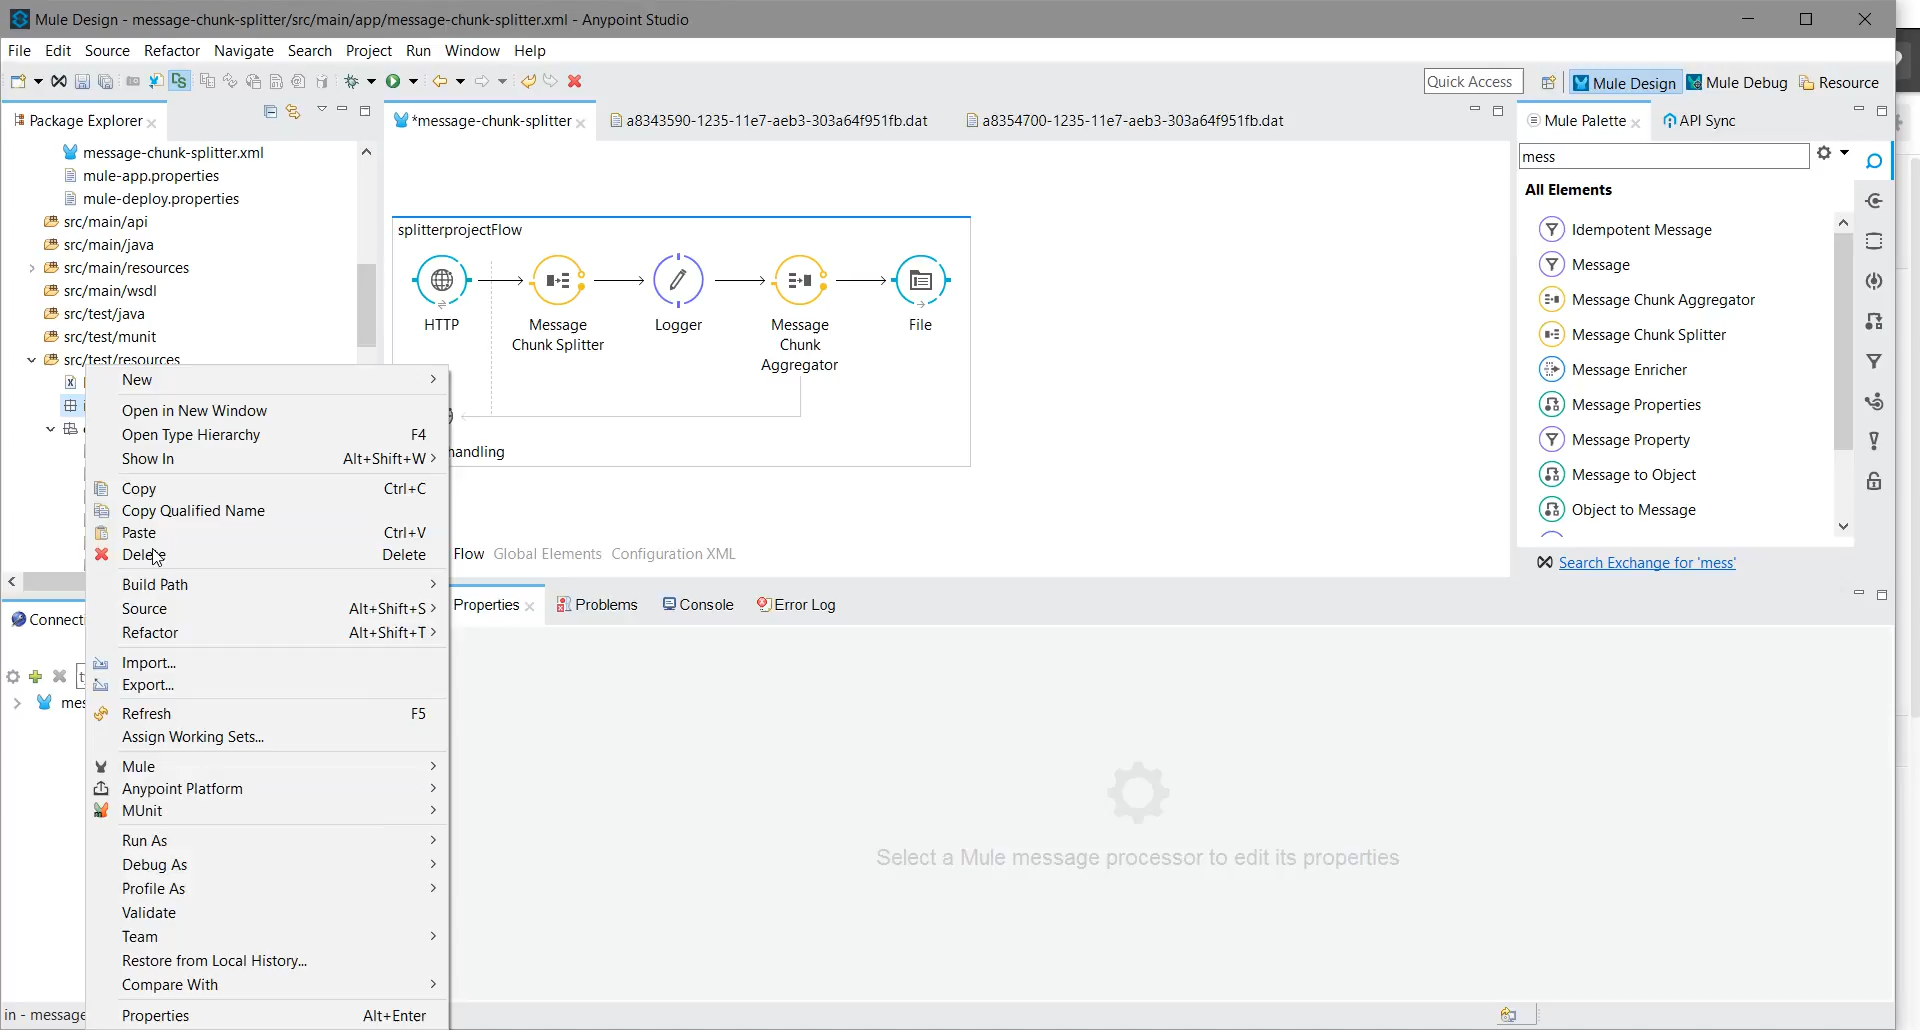 Mule Design - message-chunk-splitter/src/main/app/message-chunk-splitter.xml - Anypoint Studio
File Edit Source Refactor Navigate Search Project Run Window Help
Quick Access Mule Design Mule Debug Resource
Package Explorer
*message-chunk-splitter a8343590-1235-11e7-aeb3-303a64f951fb.dat a8354700-1235-11e7-aeb3-303a64f951fb.dat
Mule Palette API Sync
message-chunk-splitter.xml
mule-app.properties
mule-deploy.properties
src/main/api
src/main/java
src/main/resources
src/main/wsdl
src/test/java
src/test/munit
src/test/resources
splitterprojectFlow
HTTP
Message
Chunk Splitter
Logger
Message
Chunk
Aggregator
File
handling
Flow Global Elements Configuration XML
mess
All Elements
Idempotent Message
Message
Message Chunk Aggregator
Message Chunk Splitter
Message Enricher
Message Properties
Message Property
Message to Object
Object to Message
Search Exchange for 'mess'
New
Open in New Window
Open Type Hierarchy F4
Show In Alt+Shift+W
Copy Ctrl+C
Copy Qualified Name
Paste Ctrl+V
Delete Delete
Build Path
Source Alt+Shift+S
Refactor Alt+Shift+T
Import...
Export...
Refresh F5
Assign Working Sets...
Mule
Anypoint Platform
MUnit
Run As
Debug As
Profile As
Validate
Team
Restore from Local History...
Compare With
Properties Alt+Enter
Connecti
mes
Properties Problems Console Error Log
Select a Mule message processor to edit its properties
in - message